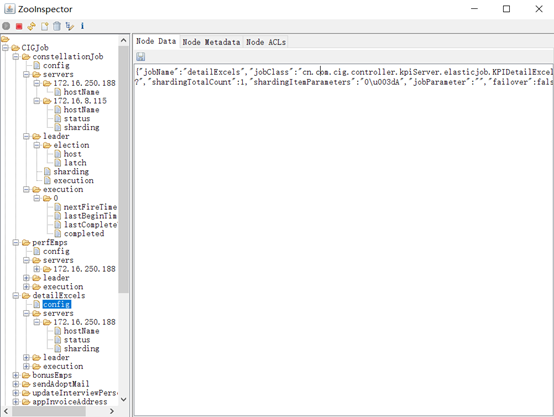 ZooInspector
CIGJob
constellationJob
config
servers
172.16.250.188
hostName
172.16.8.115
hostName
status
sharding
leader
election
host
latch
sharding
execution
execution
0
nextFireTime
lastBeginTim
lastComplete
completed
perfEmps
config
servers
172.16.250.188
leader
execution
detailExcels
config
servers
172.16.250.188
hostName
status
sharding
leader
execution
bonusEmps
sendAdoptMail
updateInterviewPers
appInvoiceAddress
Node Data Node Metadata Node ACLs
{"jobName":"detailExcels","jobClass":"cn.com.cig.controller.kpiServer.elasticjob.KPIDetailExcel
?","shardingTotalCount":1,"shardingItemParameters":"0\u003dA","jobParameter":"","failover":fals